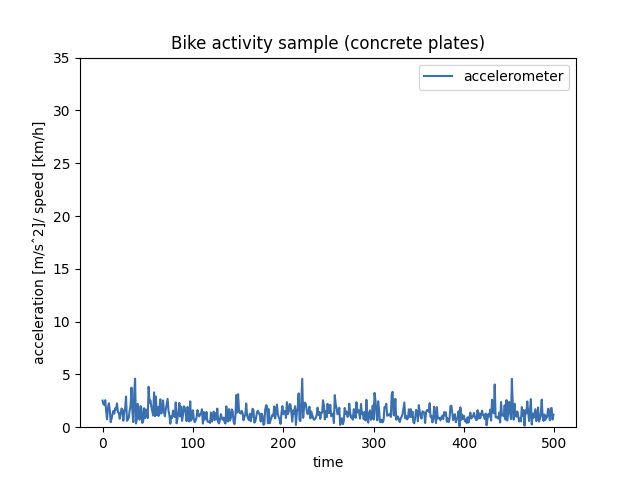 Bike activity sample (concrete plates)
accelerometer
acceleration [m/sˆ2]/ speed [km/h]
35
30
25
20
15
10
5
0
0 100 200 300 400 500
time